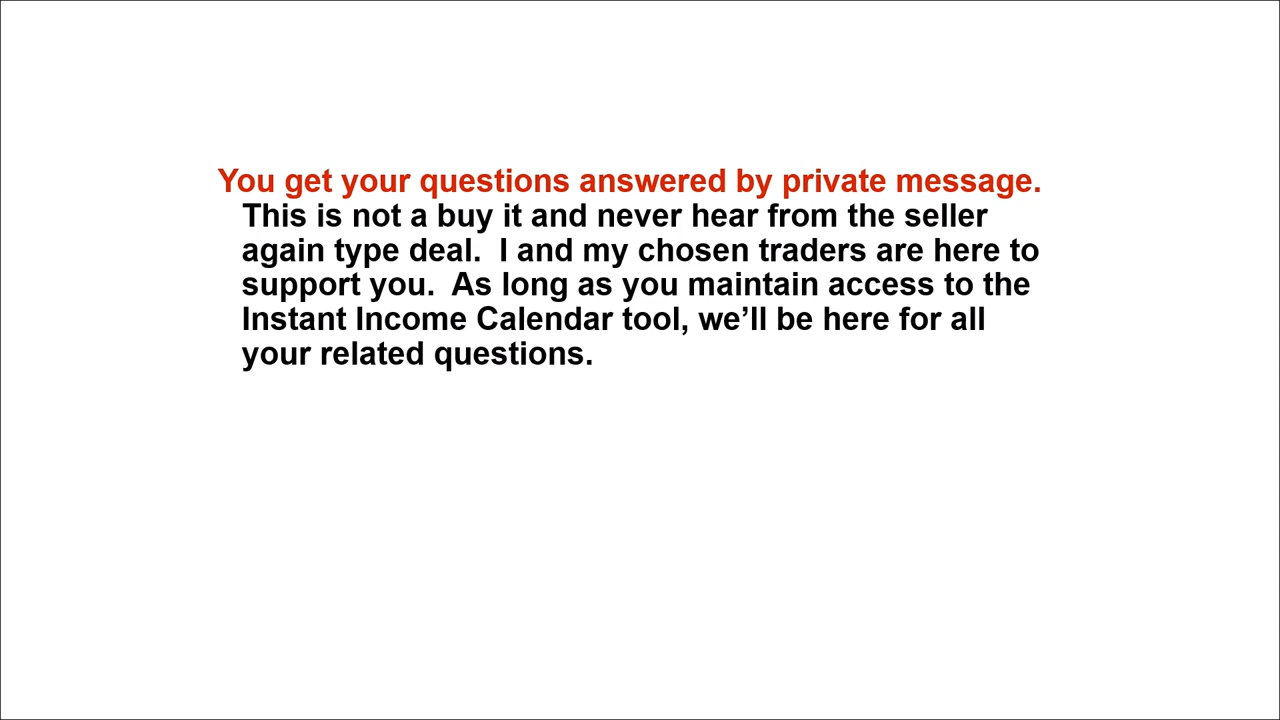 You get your questions answered by private message.
This is not a buy it and never hear from the seller
again type deal.  I and my chosen traders are here to
support you.  As long as you maintain access to the
Instant Income Calendar tool, we’ll be here for all
your related questions.